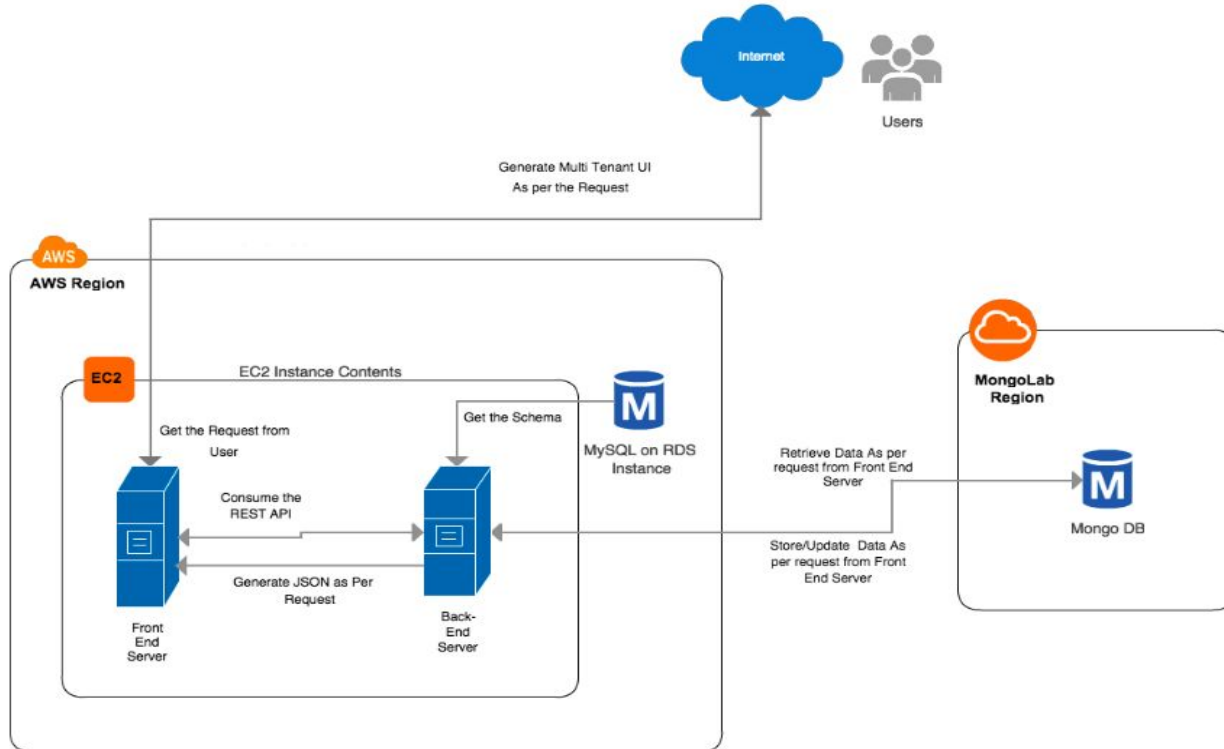 Internet
Users
Generate Multi Tenant UI
As per the Request
AWS
AWS Region
EC2
EC2 Instance Contents
Get the Request from
User
Get the Schema
M
MySQL on RDS
Instance
Consume the
REST API
Generate JSON as Per
Request
Front
End
Server
Back-
End
Server
Retrieve Data As per
request from Front End
Server
Store/Update Data As
per request from Front
End Server
MongoLab
Region
M
Mongo DB